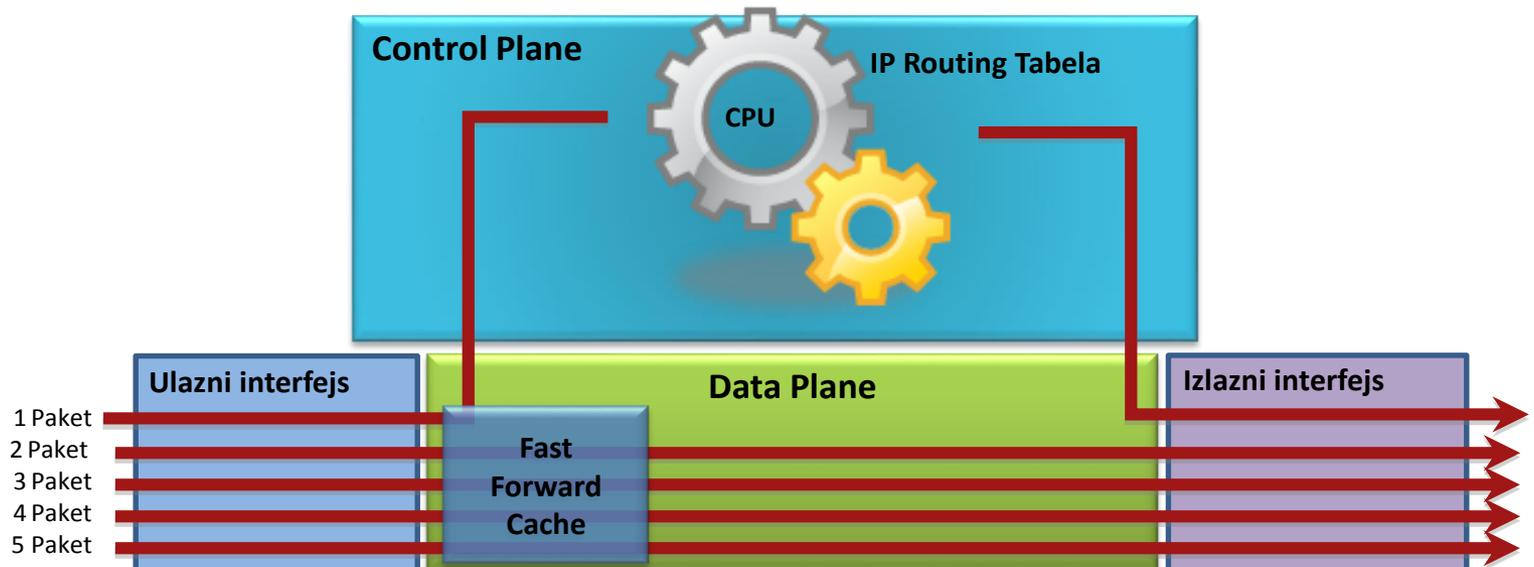 Control Plane
IP Routing Tabela
CPU
Ulazni interfejs
Data Plane
Izlazni interfejs
1 Paket
2 Paket
3 Paket
4 Paket
5 Paket
Fast
Forward
Cache